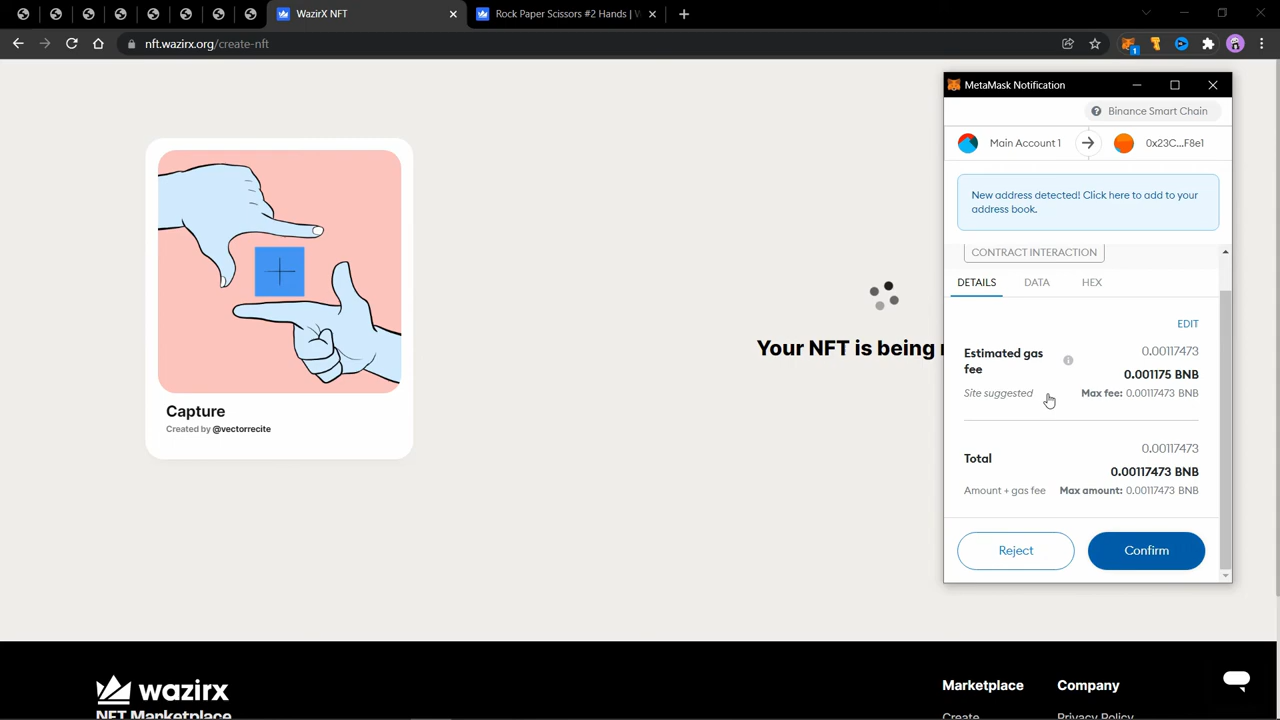 WazirX NFT
Rock Paper Scissors #2 Hands | W
nft.wazirx.org/create-nft
1
MetaMask Notification
Binance Smart Chain
Main Account 1
0x23C...F8e1
New address detected! Click here to add to your
address book.
CONTRACT INTERACTION
DETAILS DATA HEX
EDIT
Estimated gas
fee
0.00117473
0.001175 BNB
Site suggested
Max fee: 0.00117473 BNB
Total
0.00117473
0.00117473 BNB
Amount + gas fee
Max amount: 0.00117473 BNB
Reject Confirm
Capture
Created by @vectorrecite
Your NFT is being
wazirx
NFT Marketplace
Marketplace
Create
Company
Privacy Policy